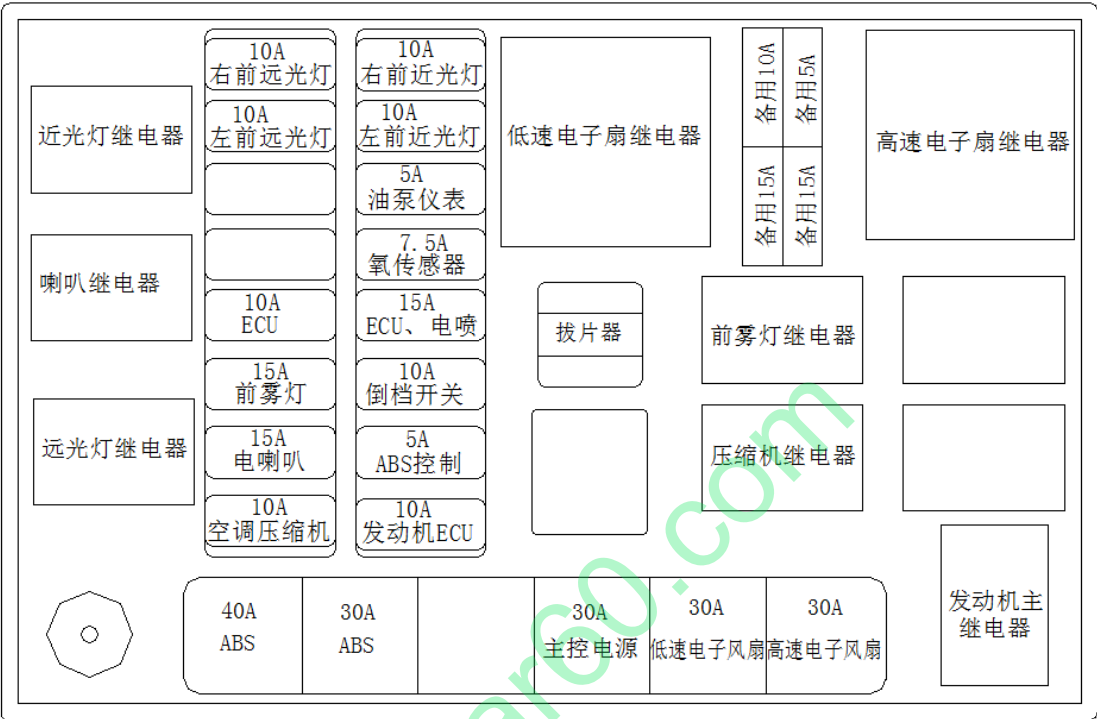 近光灯继电器
喇叭继电器
远光灯继电器
10A
右前远光灯
10A
左前远光灯
10A
ECU
15A
前雾灯
15A
电喇叭
10A
空调压缩机
10A
右前近光灯
10A
左前近光灯
5A
油泵仪表
7.5A
氧传感器
15A
ECU、电喷
10A
倒档开关
5A
ABS控制
10A
发动机ECU
低速电子扇继电器
备用10A
备用5A
备用15A
备用15A
高速电子扇继电器
拔片器
前雾灯继电器
压缩机继电器
发动机主
继电器
40A
ABS
30A
ABS
30A
主控电源
30A
低速电子风扇
30A
高速电子风扇
ar60.com